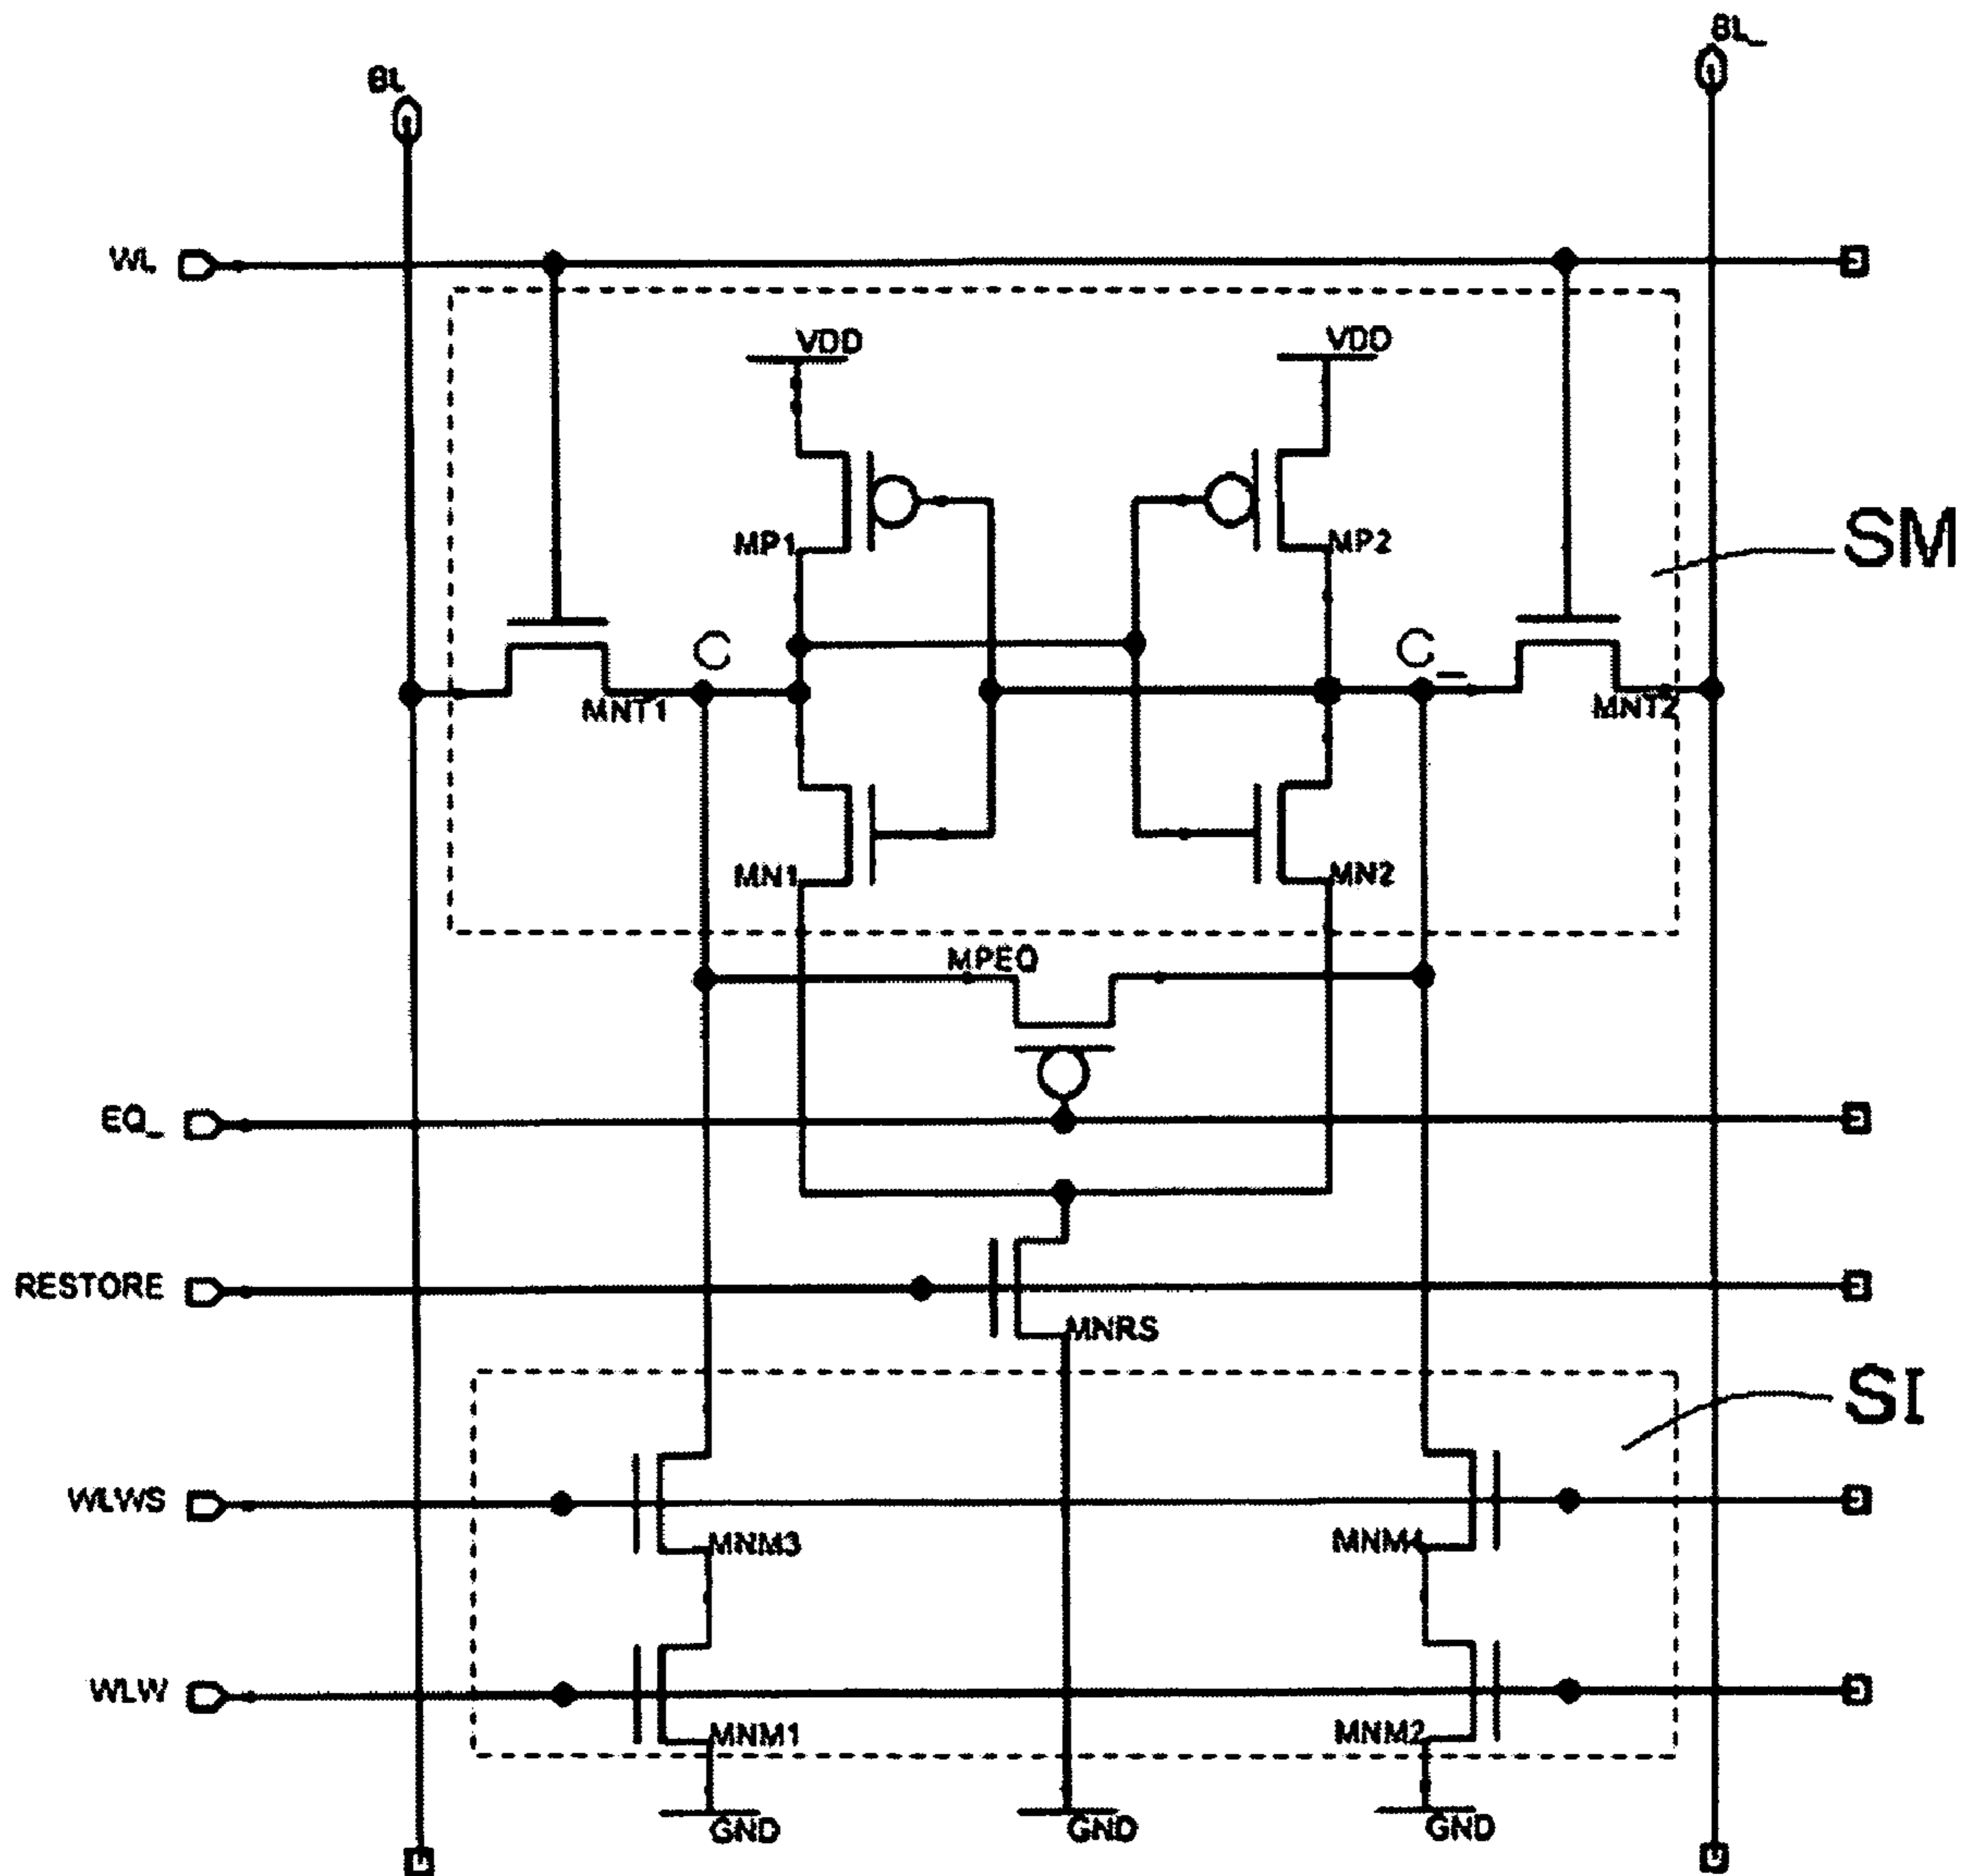 BL_
BL
WL
VDD
VDD
MP1
MP2
SM
C
C_
MNT1
MNT2
MN1
MN2
MPEQ
EQ_
RESTORE
MNRS
SI
WLWS
MNM3
MNM4
WLW
MNM1
MNM2
GND
GND
GND